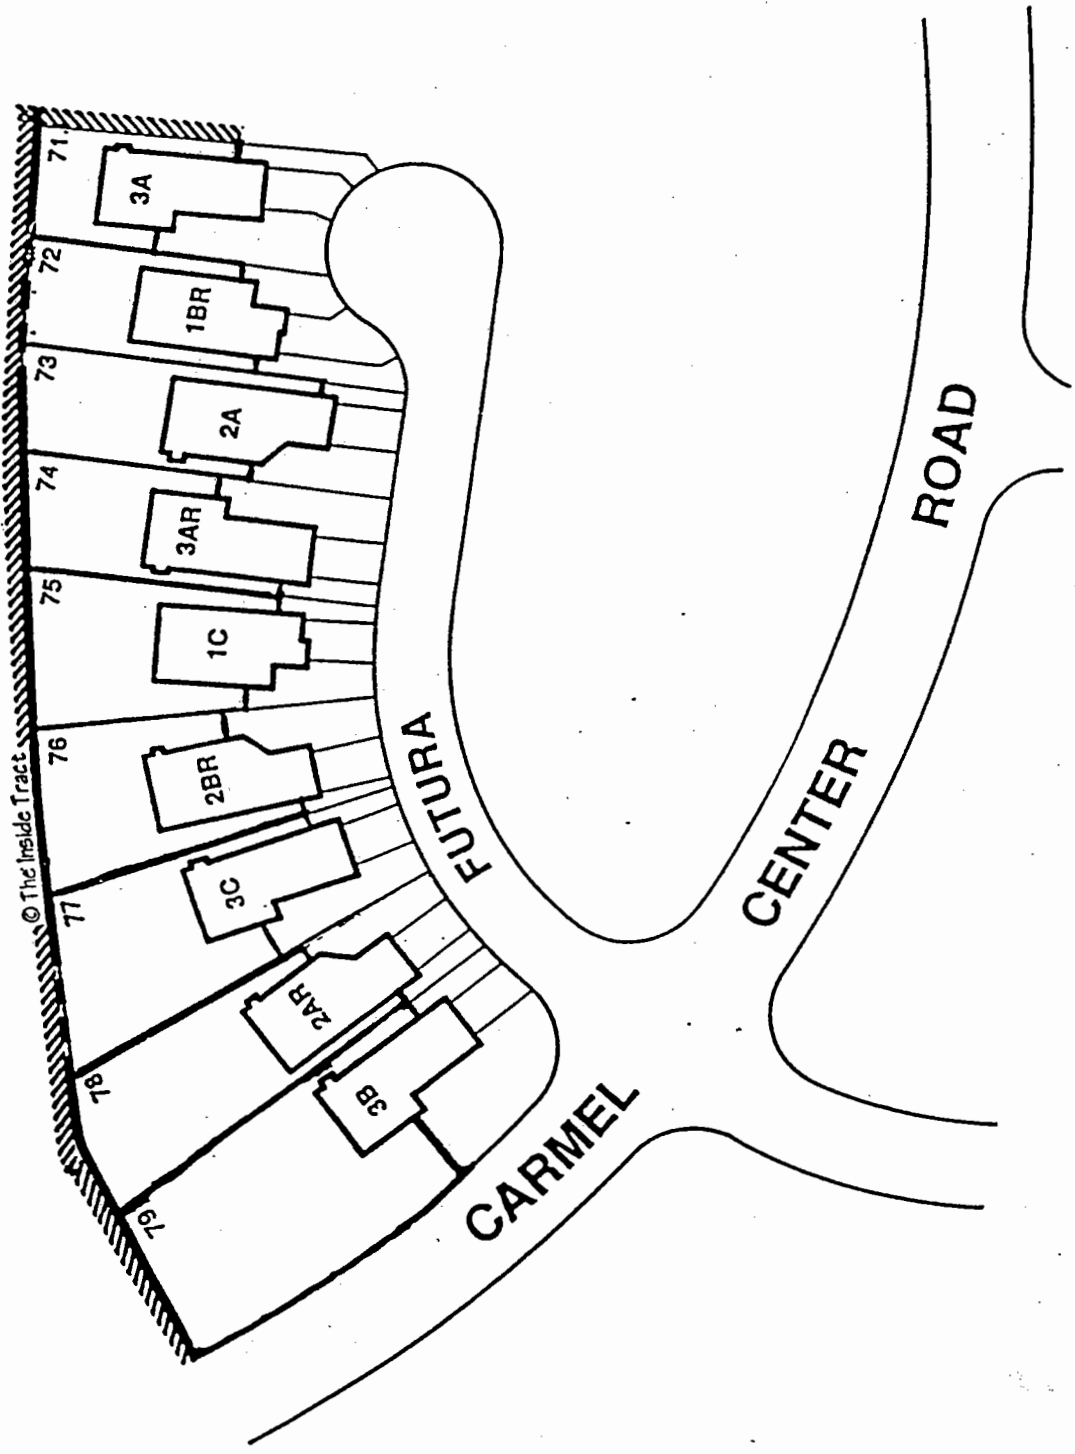 © The Inside Tract
71
3A
72
1BR
73
2A
74
3AR
75
1C
76
2BR
77
3C
78
2AR
79
3B
FUTURA
CARMEL
CENTER
ROAD